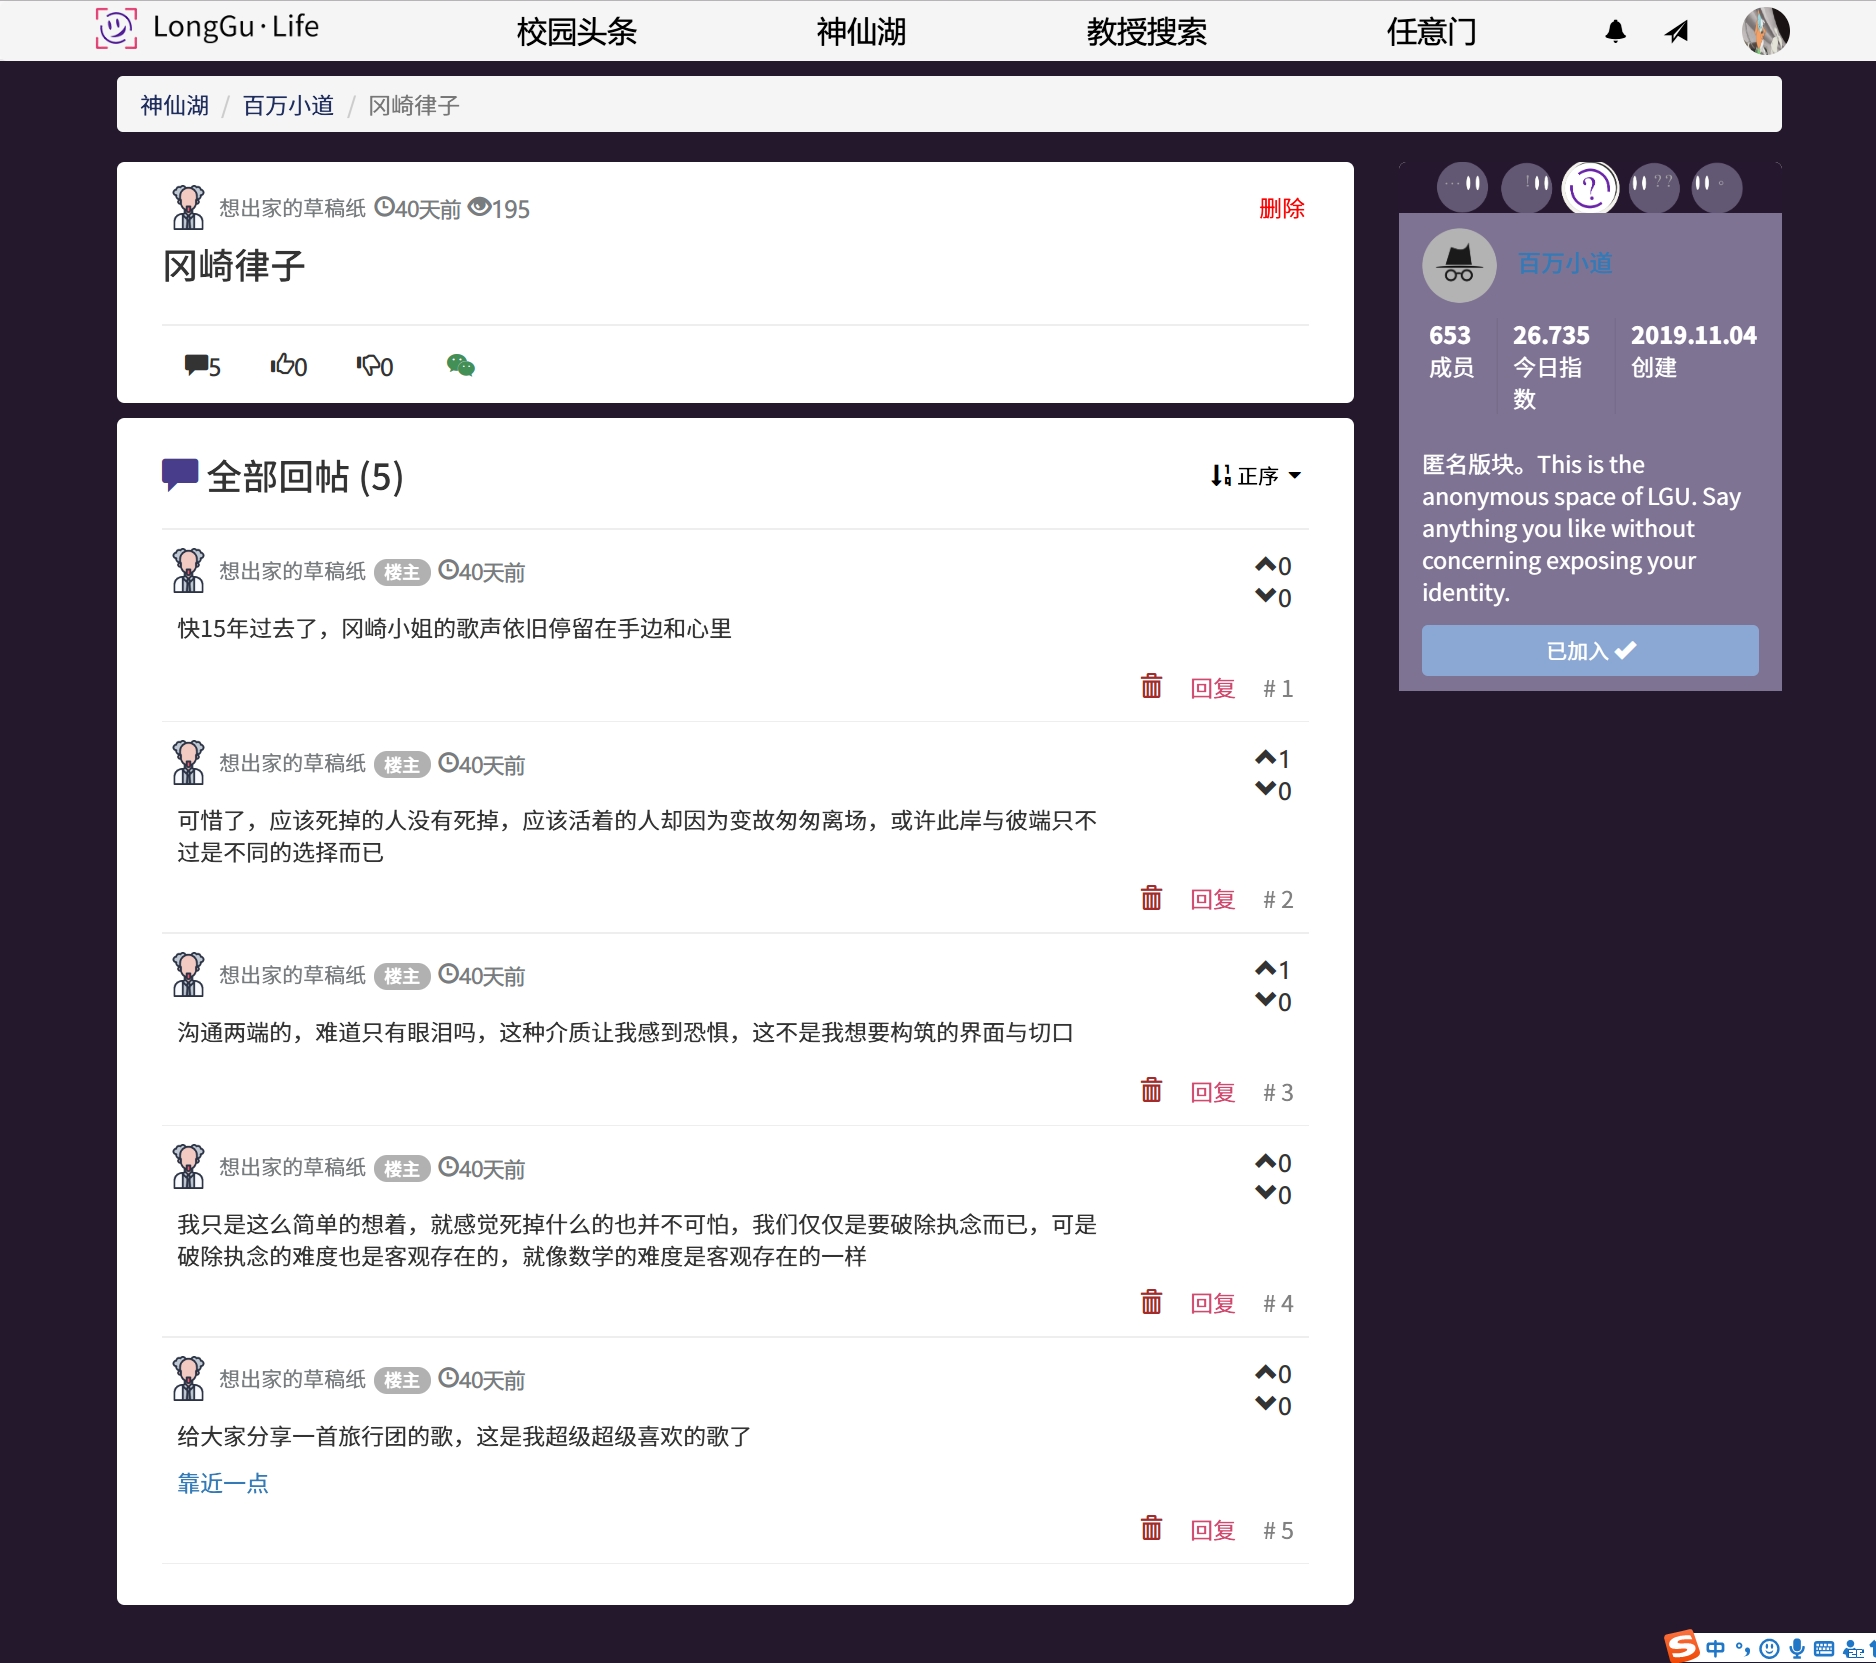 LongGu·Life
校园头条
神仙湖
教授搜索
任意门
神仙湖 / 百万小道 / 冈崎律子
想出家的草稿纸 40天前 195
删除
冈崎律子
5 0 0
全部回帖 (5)
正序
想出家的草稿纸 楼主 40天前
0
0
快15年过去了，冈崎小姐的歌声依旧停留在手边和心里
回复 # 1
想出家的草稿纸 楼主 40天前
1
0
可惜了，应该死掉的人没有死掉，应该活着的人却因为变故匆匆离场，或许此岸与彼端只不
过是不同的选择而已
回复 # 2
想出家的草稿纸 楼主 40天前
1
0
沟通两端的，难道只有眼泪吗，这种介质让我感到恐惧，这不是我想要构筑的界面与切口
回复 # 3
想出家的草稿纸 楼主 40天前
0
0
我只是这么简单的想着，就感觉死掉什么的也并不可怕，我们仅仅是要破除执念而已，可是
破除执念的难度也是客观存在的，就像数学的难度是客观存在的一样
回复 # 4
想出家的草稿纸 楼主 40天前
0
0
给大家分享一首旅行团的歌，这是我超级超级喜欢的歌了
靠近一点
回复 # 5
… ! ? ?? 。
百万小道
653 26.735 2019.11.04
成员 今日指 创建
数
匿名版块。This is the
anonymous space of LGU. Say
anything you like without
concerning exposing your
identity.
已加入
S 中 °,